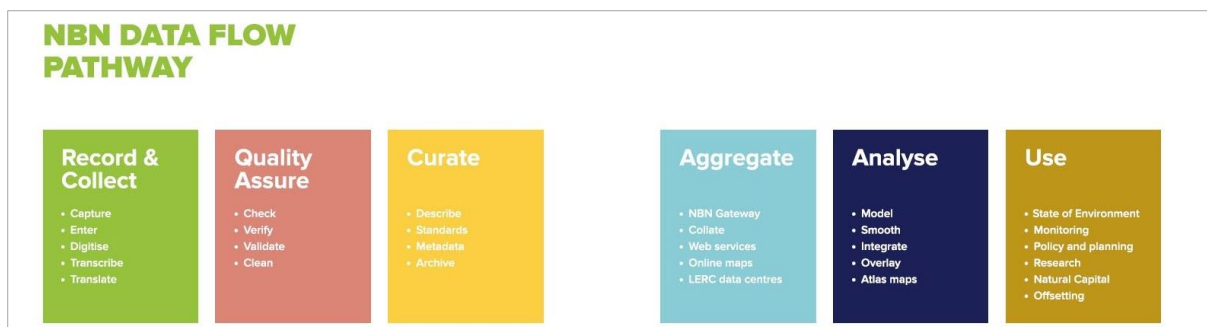 NBN DATA FLOW
PATHWAY
Record &
Collect
• Capture
• Enter
• Digitise
• Transcribe
• Translate
Quality
Assure
• Check
• Verify
• Validate
• Clean
Curate
• Describe
• Standards
• Metadata
• Archive
Aggregate
• NBN Gateway
• Collate
• Web services
• Online maps
• LERC data centres
Analyse
• Model
• Smooth
• Integrate
• Overlay
• Atlas maps
Use
• State of Environment
• Monitoring
• Policy and planning
• Research
• Natural Capital
• Offsetting